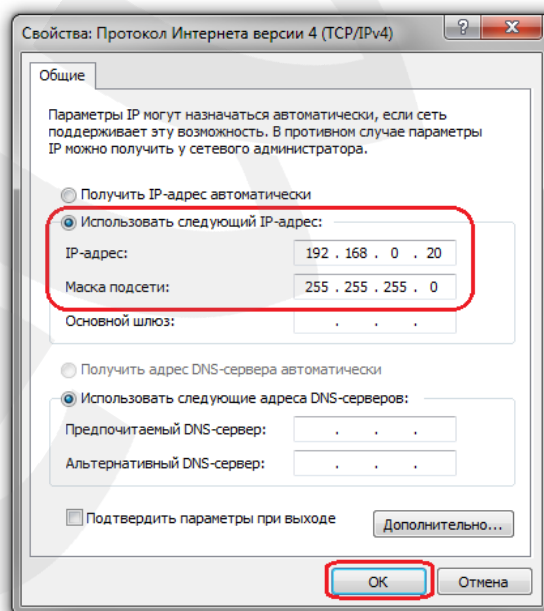 Свойства: Протокол Интернета версии 4 (TCP/IPv4)
Общие
Параметры IP могут назначаться автоматически, если сеть
поддерживает эту возможность. В противном случае параметры
IP можно получить у сетевого администратора.
Получить IP-адрес автоматически
Использовать следующий IP-адрес:
IP-адрес: 192 . 168 . 0 . 20
Маска подсети: 255 . 255 . 255 . 0
Основной шлюз: . . .
Получить адрес DNS-сервера автоматически
Использовать следующие адреса DNS-серверов:
Предпочитаемый DNS-сервер: . . .
Альтернативный DNS-сервер: . . .
Подтвердить параметры при выходе
Дополнительно...
ОК Отмена